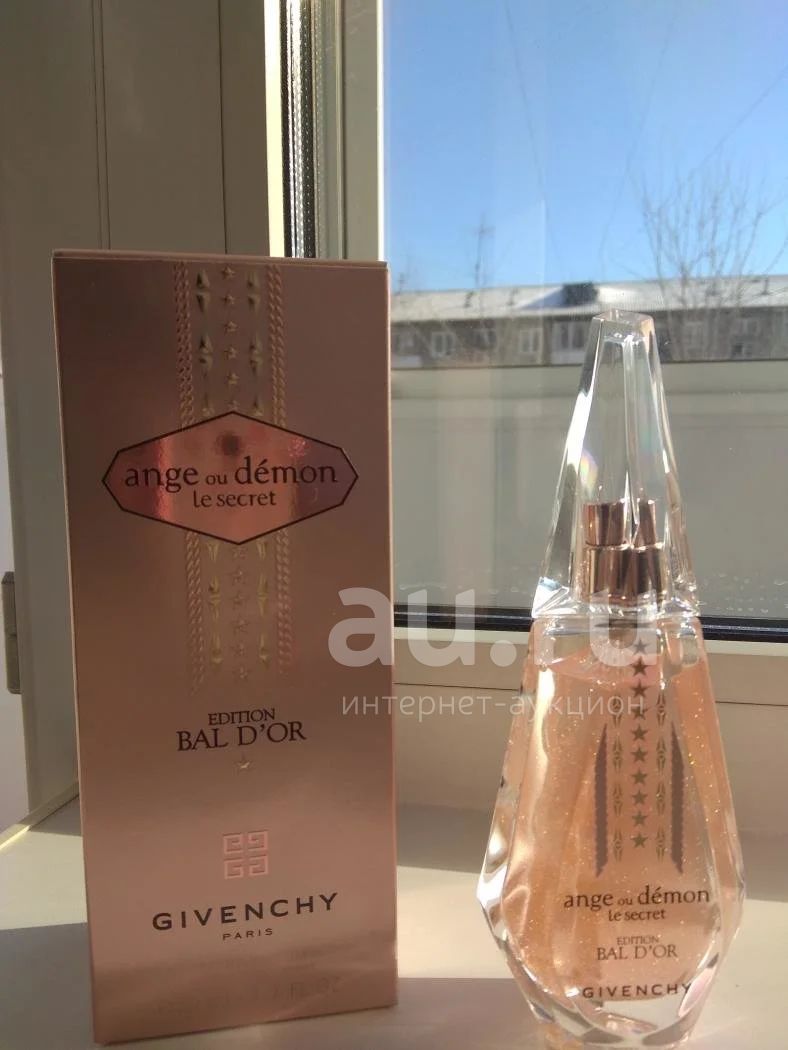 ange ou démon
le secret
EDITION
BAL D'OR
GIVENCHY
PARIS
au.ru
интернет-аукцион
ange ou démon
le secret
EDITION
BAL D'OR
GIVENCHY